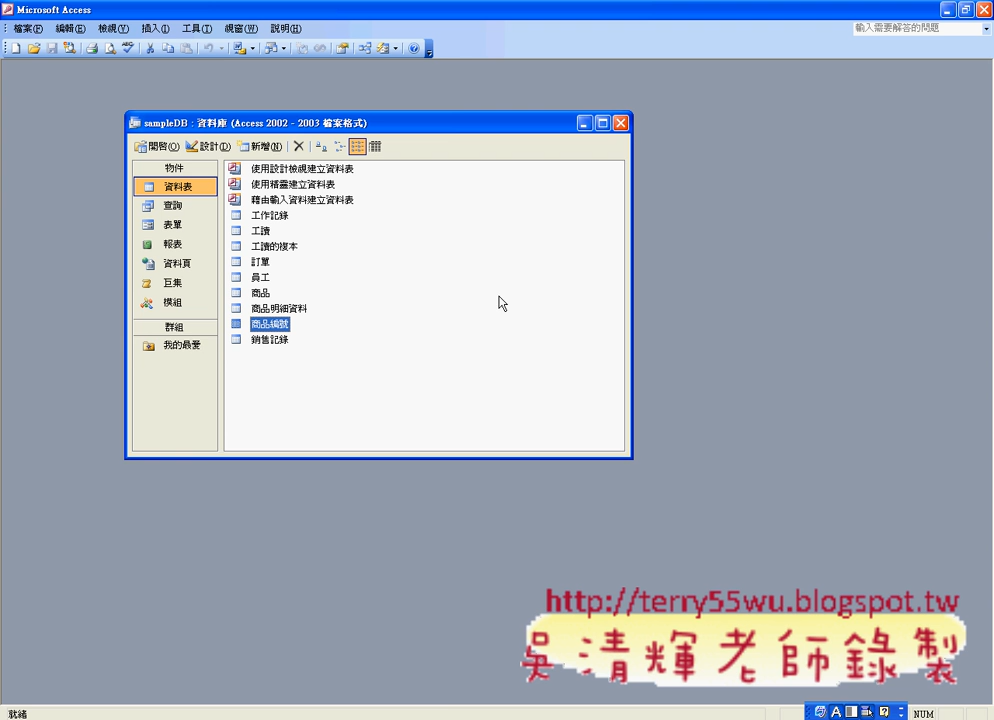 Microsoft Access
檔案(F) 編輯(E) 檢視(V) 插入(I) 工具(T) 視窗(W) 說明(H)
輸入需要解答的問題
sampleDB : 資料庫 (Access 2002 - 2003 檔案格式)
開啓(O) 設計(D) 新增(N)
物件
資料表
查詢
表單
報表
資料頁
巨集
模組
群組
我的最愛
使用設計檢視建立資料表
使用精靈建立資料表
藉由輸入資料建立資料表
工作記錄
工讀
工讀的複本
訂單
員工
商品
商品明細資料
商品編號
銷售記錄
http://terry55wu.blogspot.tw
吳清輝老師錄製
就緒
A
NUM